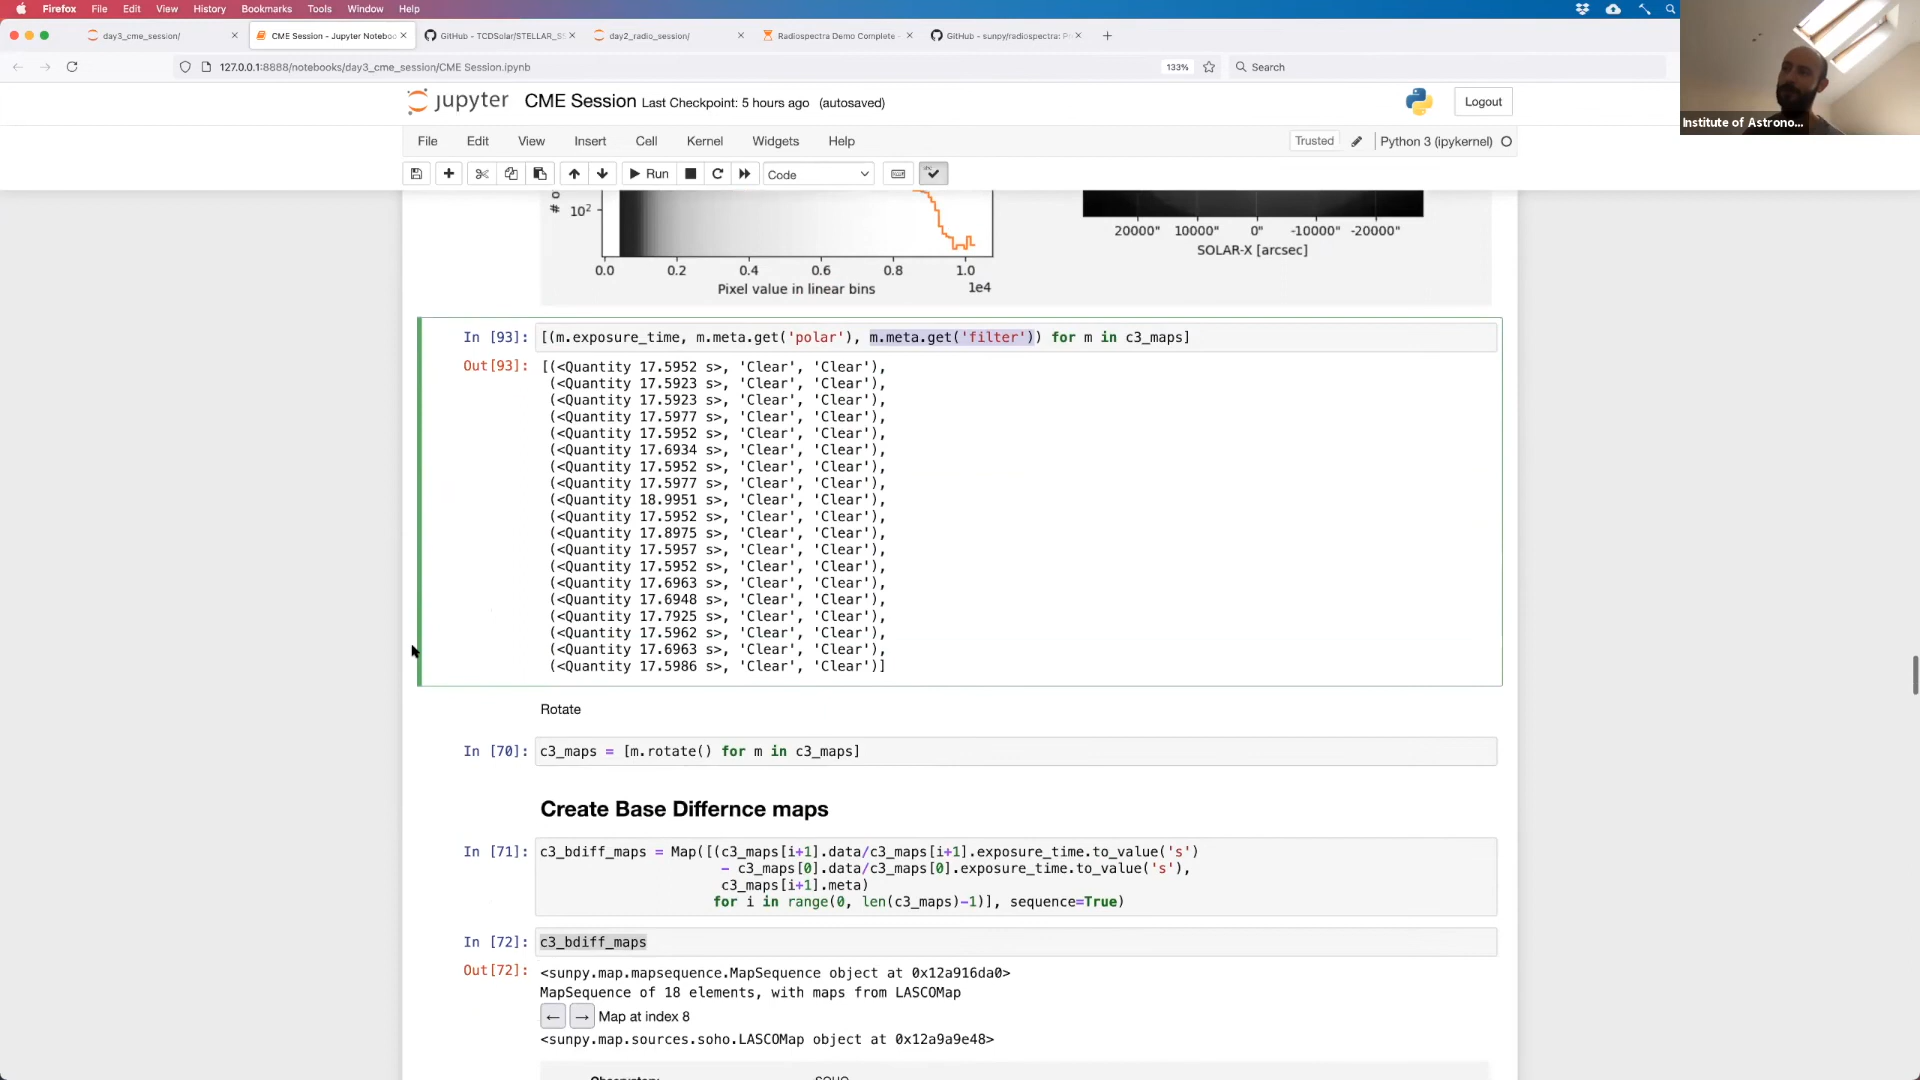 Firefox File Edit View History Bookmarks Tools Window Help
day3_cme_session/
CME Session - Jupyter Noteboo
GitHub - TCDSolar/STELLAR_S
day2_radio_session/
Radiospectra Demo Complete -
GitHub - sunpy/radiospectra: P
127.0.0.1:8888/notebooks/day3_cme_session/CME Session.ipynb
133%
Search
Institute of Astrono...
jupyter CME Session Last Checkpoint: 5 hours ago (autosaved)
Logout
File Edit View Insert Cell Kernel Widgets Help
Trusted
Python 3 (ipykernel)
Run
Code
# o
10²
0.0 0.2 0.4 0.6 0.8 1.0
1e4
Pixel value in linear bins
20000" 10000" 0" -10000" -20000"
SOLAR-X [arcsec]
In [93]: [(m.exposure_time, m.meta.get('polar'), m.meta.get('filter')) for m in c3_maps]
Out[93]: [(<Quantity 17.5952 s>, 'Clear', 'Clear'),
(<Quantity 17.5923 s>, 'Clear', 'Clear'),
(<Quantity 17.5923 s>, 'Clear', 'Clear'),
(<Quantity 17.5977 s>, 'Clear', 'Clear'),
(<Quantity 17.5952 s>, 'Clear', 'Clear'),
(<Quantity 17.6934 s>, 'Clear', 'Clear'),
(<Quantity 17.5952 s>, 'Clear', 'Clear'),
(<Quantity 17.5977 s>, 'Clear', 'Clear'),
(<Quantity 18.9951 s>, 'Clear', 'Clear'),
(<Quantity 17.5952 s>, 'Clear', 'Clear'),
(<Quantity 17.8975 s>, 'Clear', 'Clear'),
(<Quantity 17.5957 s>, 'Clear', 'Clear'),
(<Quantity 17.5952 s>, 'Clear', 'Clear'),
(<Quantity 17.6963 s>, 'Clear', 'Clear'),
(<Quantity 17.6948 s>, 'Clear', 'Clear'),
(<Quantity 17.7925 s>, 'Clear', 'Clear'),
(<Quantity 17.5962 s>, 'Clear', 'Clear'),
(<Quantity 17.6963 s>, 'Clear', 'Clear'),
(<Quantity 17.5986 s>, 'Clear', 'Clear')]
Rotate
In [70]: c3_maps = [m.rotate() for m in c3_maps]
Create Base Differnce maps
In [71]: c3_bdiff_maps = Map([(c3_maps[i+1].data/c3_maps[i+1].exposure_time.to_value('s')
- c3_maps[0].data/c3_maps[0].exposure_time.to_value('s'),
c3_maps[i+1].meta)
for i in range(0, len(c3_maps)-1)], sequence=True)
In [72]: c3_bdiff_maps
Out[72]: <sunpy.map.mapsequence.MapSequence object at 0x12a916da0>
MapSequence of 18 elements, with maps from LASCOMap
← → Map at index 8
<sunpy.map.sources.soho.LASCOMap object at 0x12a9a9e48>
Observatory SOHO